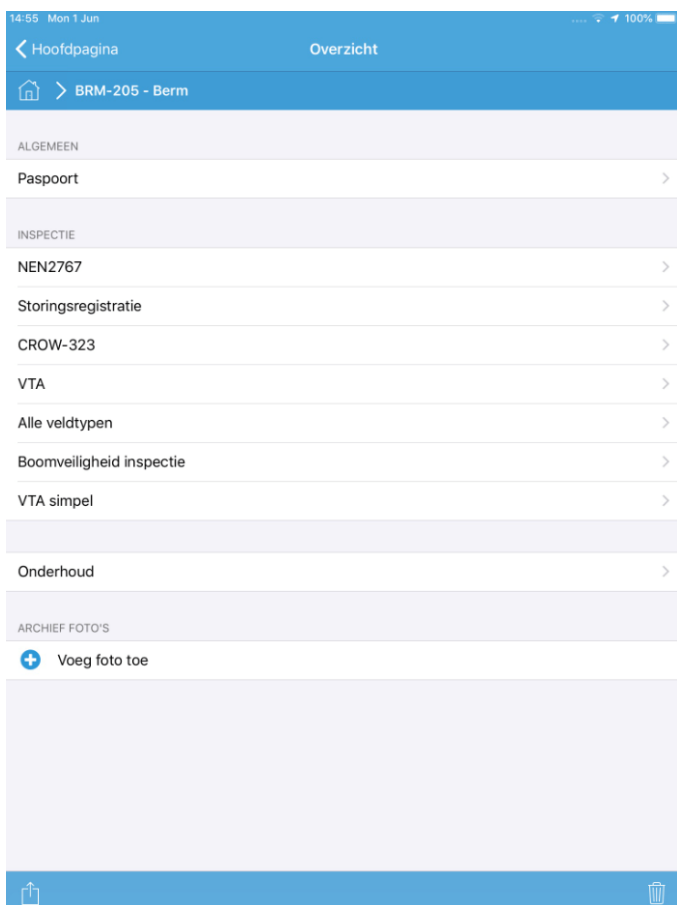 14:55 Mon 1 Jun 100%
Hoofdpagina Overzicht
BRM-205 - Berm
ALGEMEEN
Paspoort
INSPECTIE
NEN2767
Storingsregistratie
CROW-323
VTA
Alle veldtypen
Boomveiligheid inspectie
VTA simpel
Onderhoud
ARCHIEF FOTO'S
Voeg foto toe